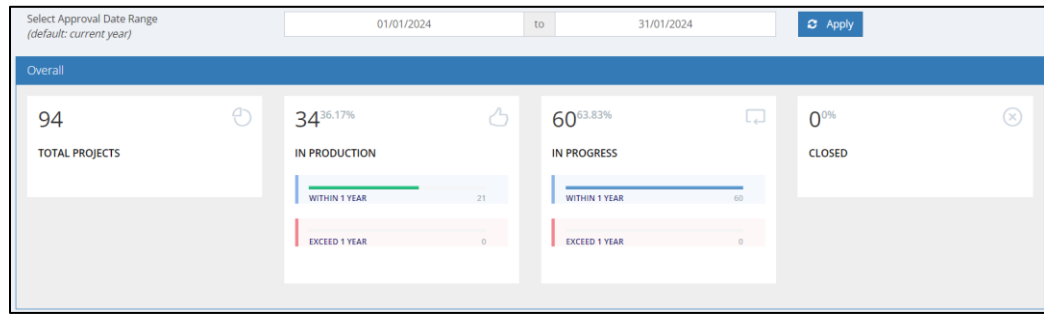 Select Approval Date Range
(default: current year)
01/01/2024 to 31/01/2024 Apply
Overall
94
TOTAL PROJECTS
34 36.17%
IN PRODUCTION
WITHIN 1 YEAR 21
EXCEED 1 YEAR 0
60 63.83%
IN PROGRESS
WITHIN 1 YEAR 60
EXCEED 1 YEAR 0
0 0%
CLOSED